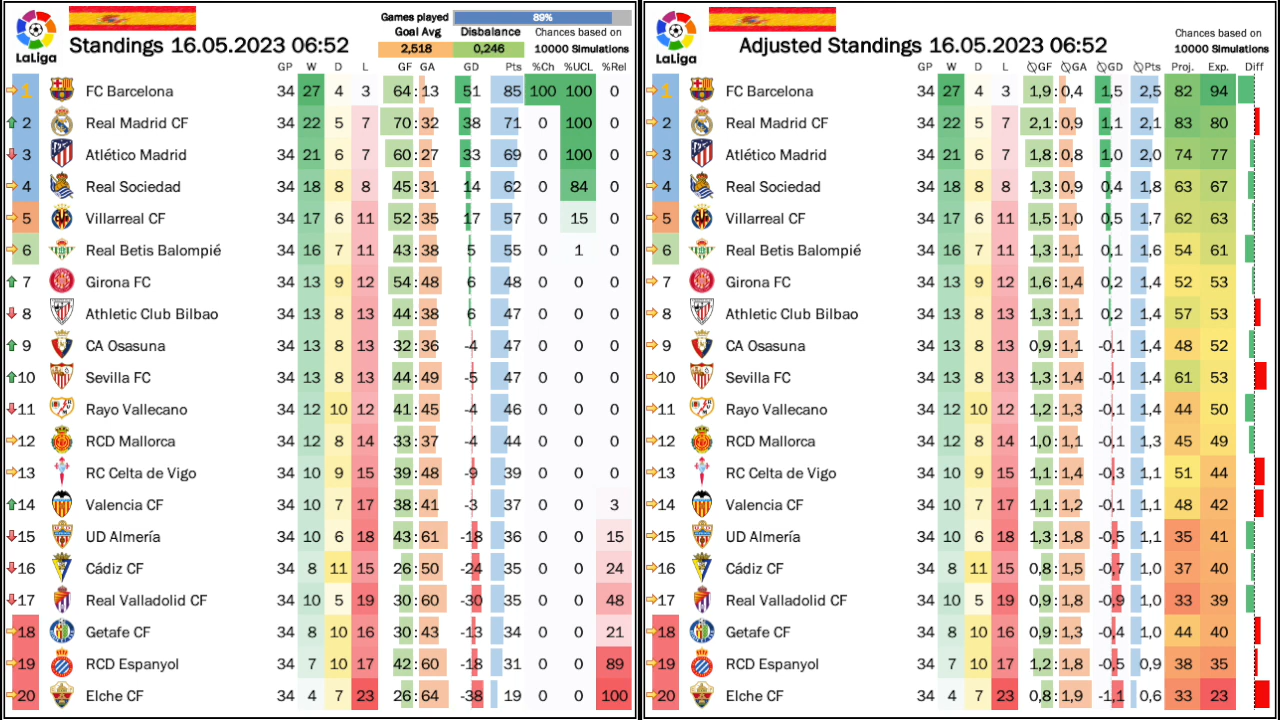 LaLiga
Standings 16.05.2023 06:52
Games played 89%
Goal Avg Disbalance Chances based on
2,518 0,246 10000 Simulations
GP W D L GF GA GD Pts %Ch %UCL %Rel
1 FC Barcelona 34 27 4 3 64:13 51 85 100 100 0
2 Real Madrid CF 34 22 5 7 70:32 38 71 0 100 0
3 Atlético Madrid 34 21 6 7 60:27 33 69 0 100 0
4 Real Sociedad 34 18 8 8 45:31 14 62 0 84 0
5 Villarreal CF 34 17 6 11 52:35 17 57 0 15 0
6 Real Betis Balompié 34 16 7 11 43:38 5 55 0 1 0
7 Girona FC 34 13 9 12 54:48 6 48 0 0 0
8 Athletic Club Bilbao 34 13 8 13 44:38 6 47 0 0 0
9 CA Osasuna 34 13 8 13 32:36 -4 47 0 0 0
10 Sevilla FC 34 13 8 13 44:49 -5 47 0 0 0
11 Rayo Vallecano 34 12 10 12 41:45 -4 46 0 0 0
12 RCD Mallorca 34 12 8 14 33:37 -4 44 0 0 0
13 RC Celta de Vigo 34 10 9 15 39:48 -9 39 0 0 0
14 Valencia CF 34 10 7 17 38:41 -3 37 0 0 3
15 UD Almería 34 10 6 18 43:61 -18 36 0 0 15
16 Cádiz CF 34 8 11 15 26:50 -24 35 0 0 24
17 Real Valladolid CF 34 10 5 19 30:60 -30 35 0 0 48
18 Getafe CF 34 8 10 16 30:43 -13 34 0 0 21
19 RCD Espanyol 34 7 10 17 42:60 -18 31 0 0 89
20 Elche CF 34 4 7 23 26:64 -38 19 0 0 100
LaLiga
Adjusted Standings 16.05.2023 06:52
Chances based on
10000 Simulations
GP W D L ∅GF ∅GA ∅GD ∅Pts Proj. Exp. Diff
1 FC Barcelona 34 27 4 3 1,9:0,4 1,5 2,5 82 94
2 Real Madrid CF 34 22 5 7 2,1:0,9 1,1 2,1 83 80
3 Atlético Madrid 34 21 6 7 1,8:0,8 1,0 2,0 74 77
4 Real Sociedad 34 18 8 8 1,3:0,9 0,4 1,8 63 67
5 Villarreal CF 34 17 6 11 1,5:1,0 0,5 1,7 62 63
6 Real Betis Balompié 34 16 7 11 1,3:1,1 0,1 1,6 54 61
7 Girona FC 34 13 9 12 1,6:1,4 0,2 1,4 52 53
8 Athletic Club Bilbao 34 13 8 13 1,3:1,1 0,2 1,4 57 53
9 CA Osasuna 34 13 8 13 0,9:1,1 -0,1 1,4 48 52
10 Sevilla FC 34 13 8 13 1,3:1,4 -0,1 1,4 61 53
11 Rayo Vallecano 34 12 10 12 1,2:1,3 -0,1 1,4 44 50
12 RCD Mallorca 34 12 8 14 1,0:1,1 -0,1 1,3 45 49
13 RC Celta de Vigo 34 10 9 15 1,1:1,4 -0,3 1,1 51 44
14 Valencia CF 34 10 7 17 1,1:1,2 -0,1 1,1 48 42
15 UD Almería 34 10 6 18 1,3:1,8 -0,5 1,1 35 41
16 Cádiz CF 34 8 11 15 0,8:1,5 -0,7 1,0 37 40
17 Real Valladolid CF 34 10 5 19 0,9:1,8 -0,9 1,0 33 39
18 Getafe CF 34 8 10 16 0,9:1,3 -0,4 1,0 44 40
19 RCD Espanyol 34 7 10 17 1,2:1,8 -0,5 0,9 38 35
20 Elche CF 34 4 7 23 0,8:1,9 -1,1 0,6 33 23